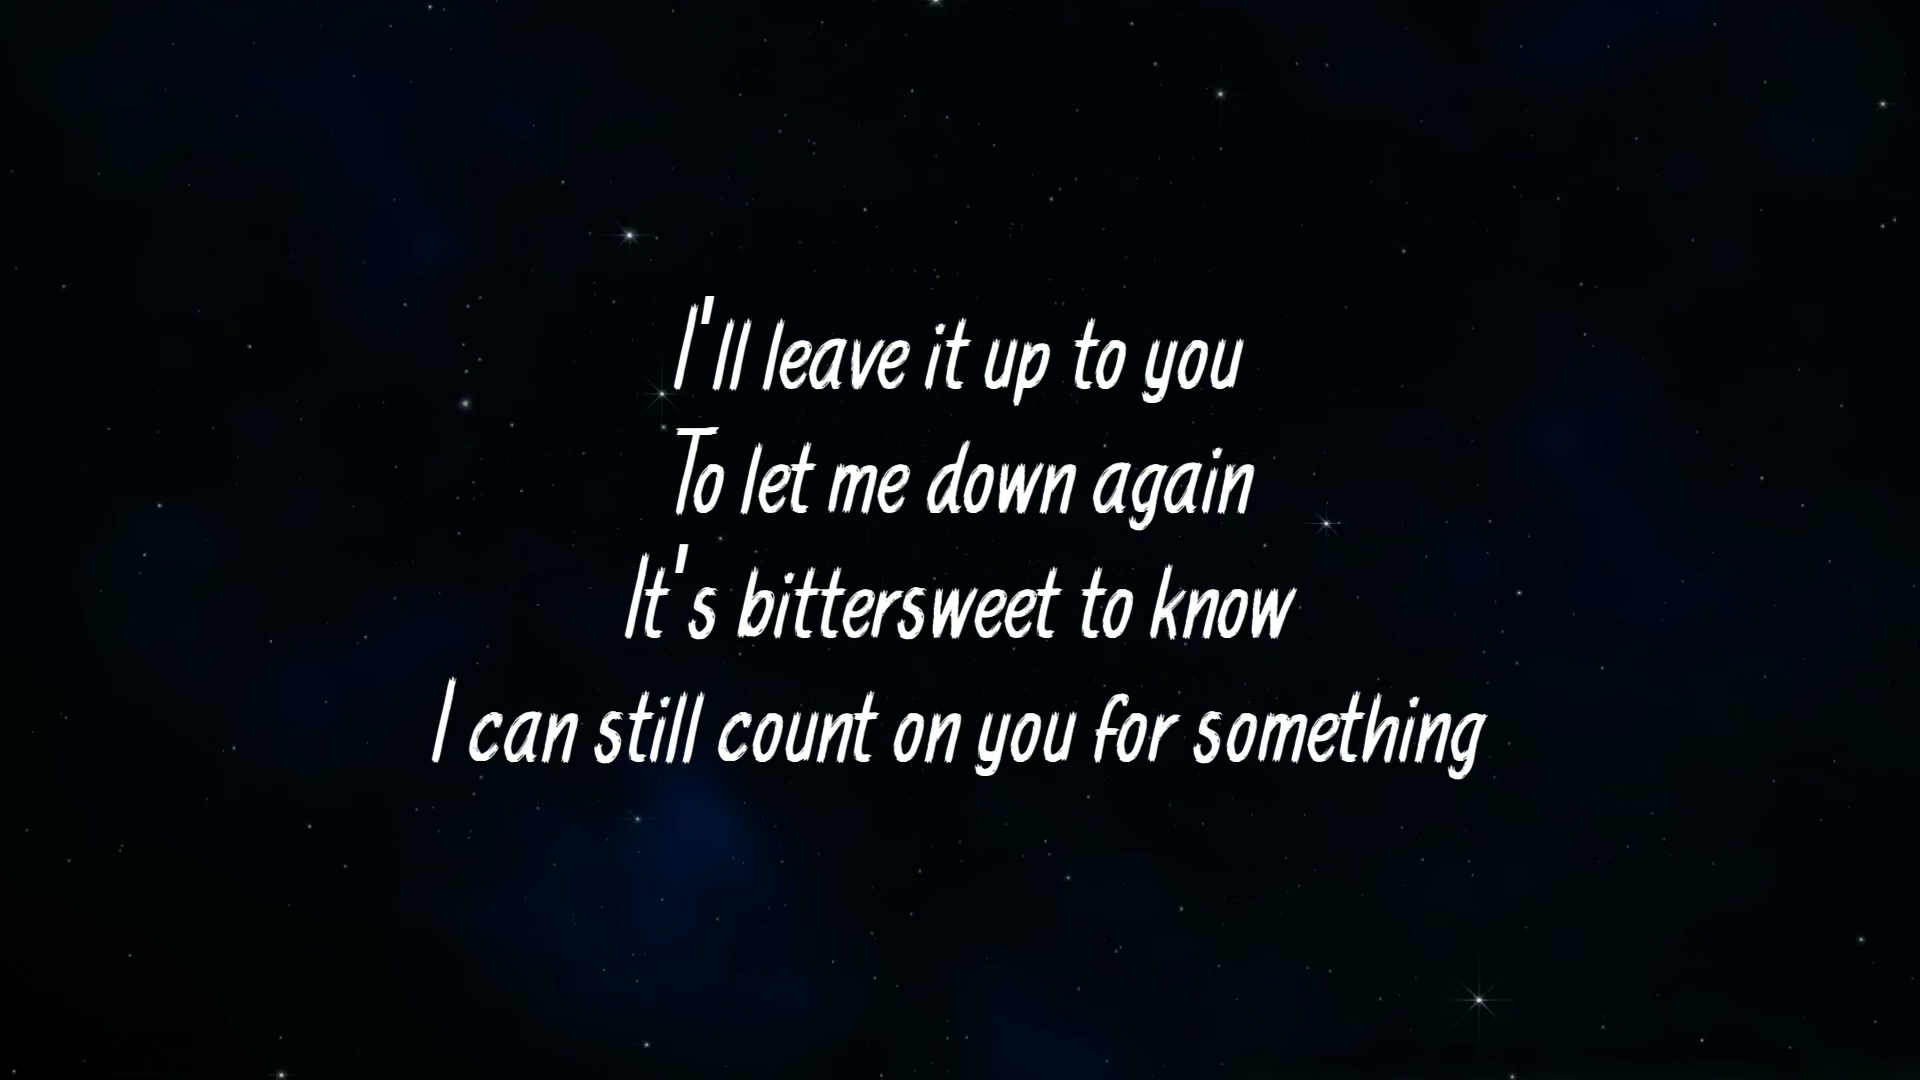 I'll leave it up to you
To let me down again
It's bittersweet to know
I can still count on you for something